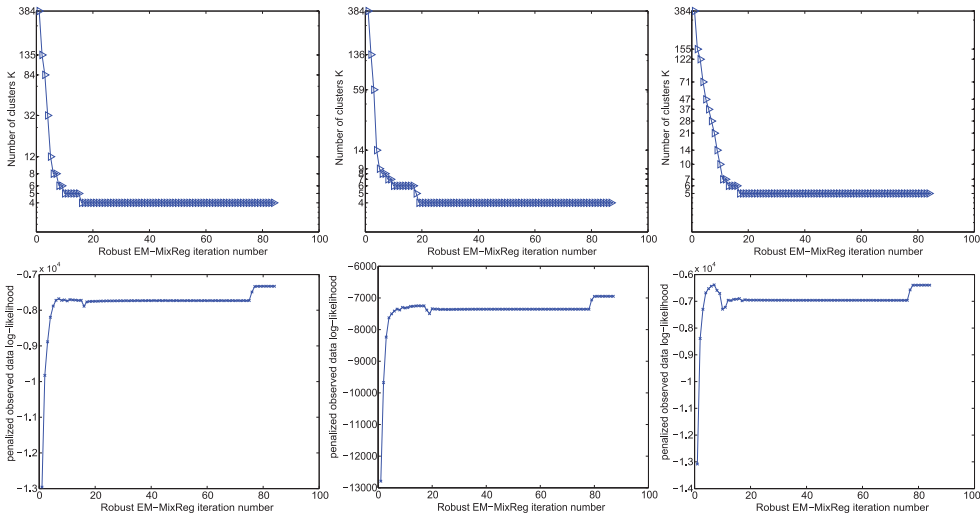 Number of clusters K
384
135
84
32
12
8
6
5
4
0 20 40 60 80 100
Robust EM−MixReg iteration number
Number of clusters K
384
136
59
14
9
8
7
6
5
4
0 20 40 60 80 100
Robust EM−MixReg iteration number
Number of clusters K
384
155
122
71
47
37
28
21
14
10
7
6
5
0 20 40 60 80 100
Robust EM−MixReg iteration number
penalized observed data log−likelihood
x 10⁴
−0.7
−0.8
−0.9
−1
−1.1
−1.2
−1.3
0 20 40 60 80 100
Robust EM−MixReg iteration number
penalized observed data log−likelihood
−6000
−7000
−8000
−9000
−10000
−11000
−12000
−13000
0 20 40 60 80 100
Robust EM−MixReg iteration number
penalized observed data log−likelihood
x 10⁴
−0.6
−0.7
−0.8
−0.9
−1
−1.1
−1.2
−1.3
−1.4
0 20 40 60 80 100
Robust EM−MixReg iteration number